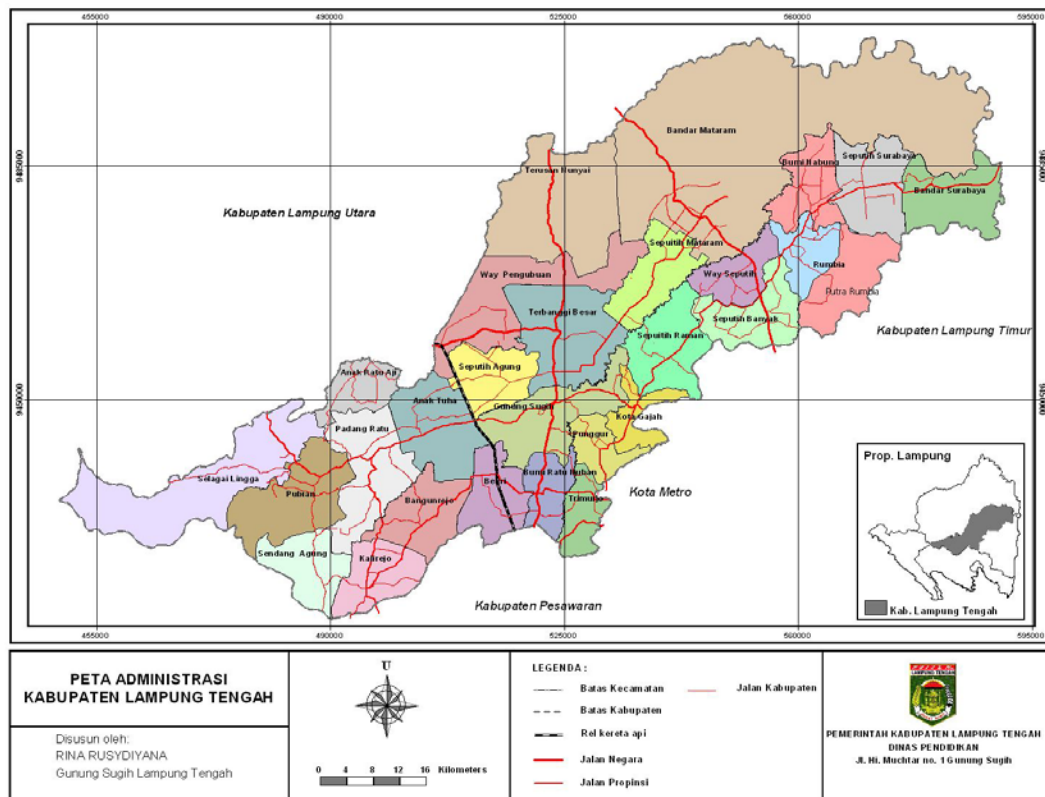 455000 490000 525000 560000 595000
9485000 9485000
9450000 9450000
Bandar Mataram
Bumi Nabung
Seputih Surabaya
Terusan Nunyai
Bandar Surabaya
Kabupaten Lampung Utara
Seputih Mataram
Way Pengubuan
Way Seputih
Rumbia
Putra Rumbia
Terbanggi Besar
Seputih Banyak
Kabupaten Lampung Timur
Seputih Raman
Seputih Agung
Anak Ratu Aji
Anak Tuha
Gunung Sugih
Kota Gajah
Padang Ratu
Punggur
Selagai Lingga
Pubian
Bekri
Bumi Ratu Nuban
Bangunrejo
Trimurjo
Kota Metro
Sendang Agung
Kalirejo
Kabupaten Pesawaran
Prop. Lampung
Kab. Lampung Tengah
455000 490000 525000 560000 595000
PETA ADMINISTRASI
KABUPATEN LAMPUNG TENGAH
Disusun oleh:
RINA RUSYDIYANA
Gunung Sugih Lampung Tengah
U
0 4 8 12 16 Kilometers
LEGENDA :
Batas Kecamatan
Jalan Kabupaten
Batas Kabupaten
Rel kereta api
Jalan Negara
Jalan Propinsi
LAMPUNG TENGAH
PEMERINTAH KABUPATEN LAMPUNG TENGAH
DINAS PENDIDIKAN
Jl. Hi. Muchtar no. 1 Gunung Sugih